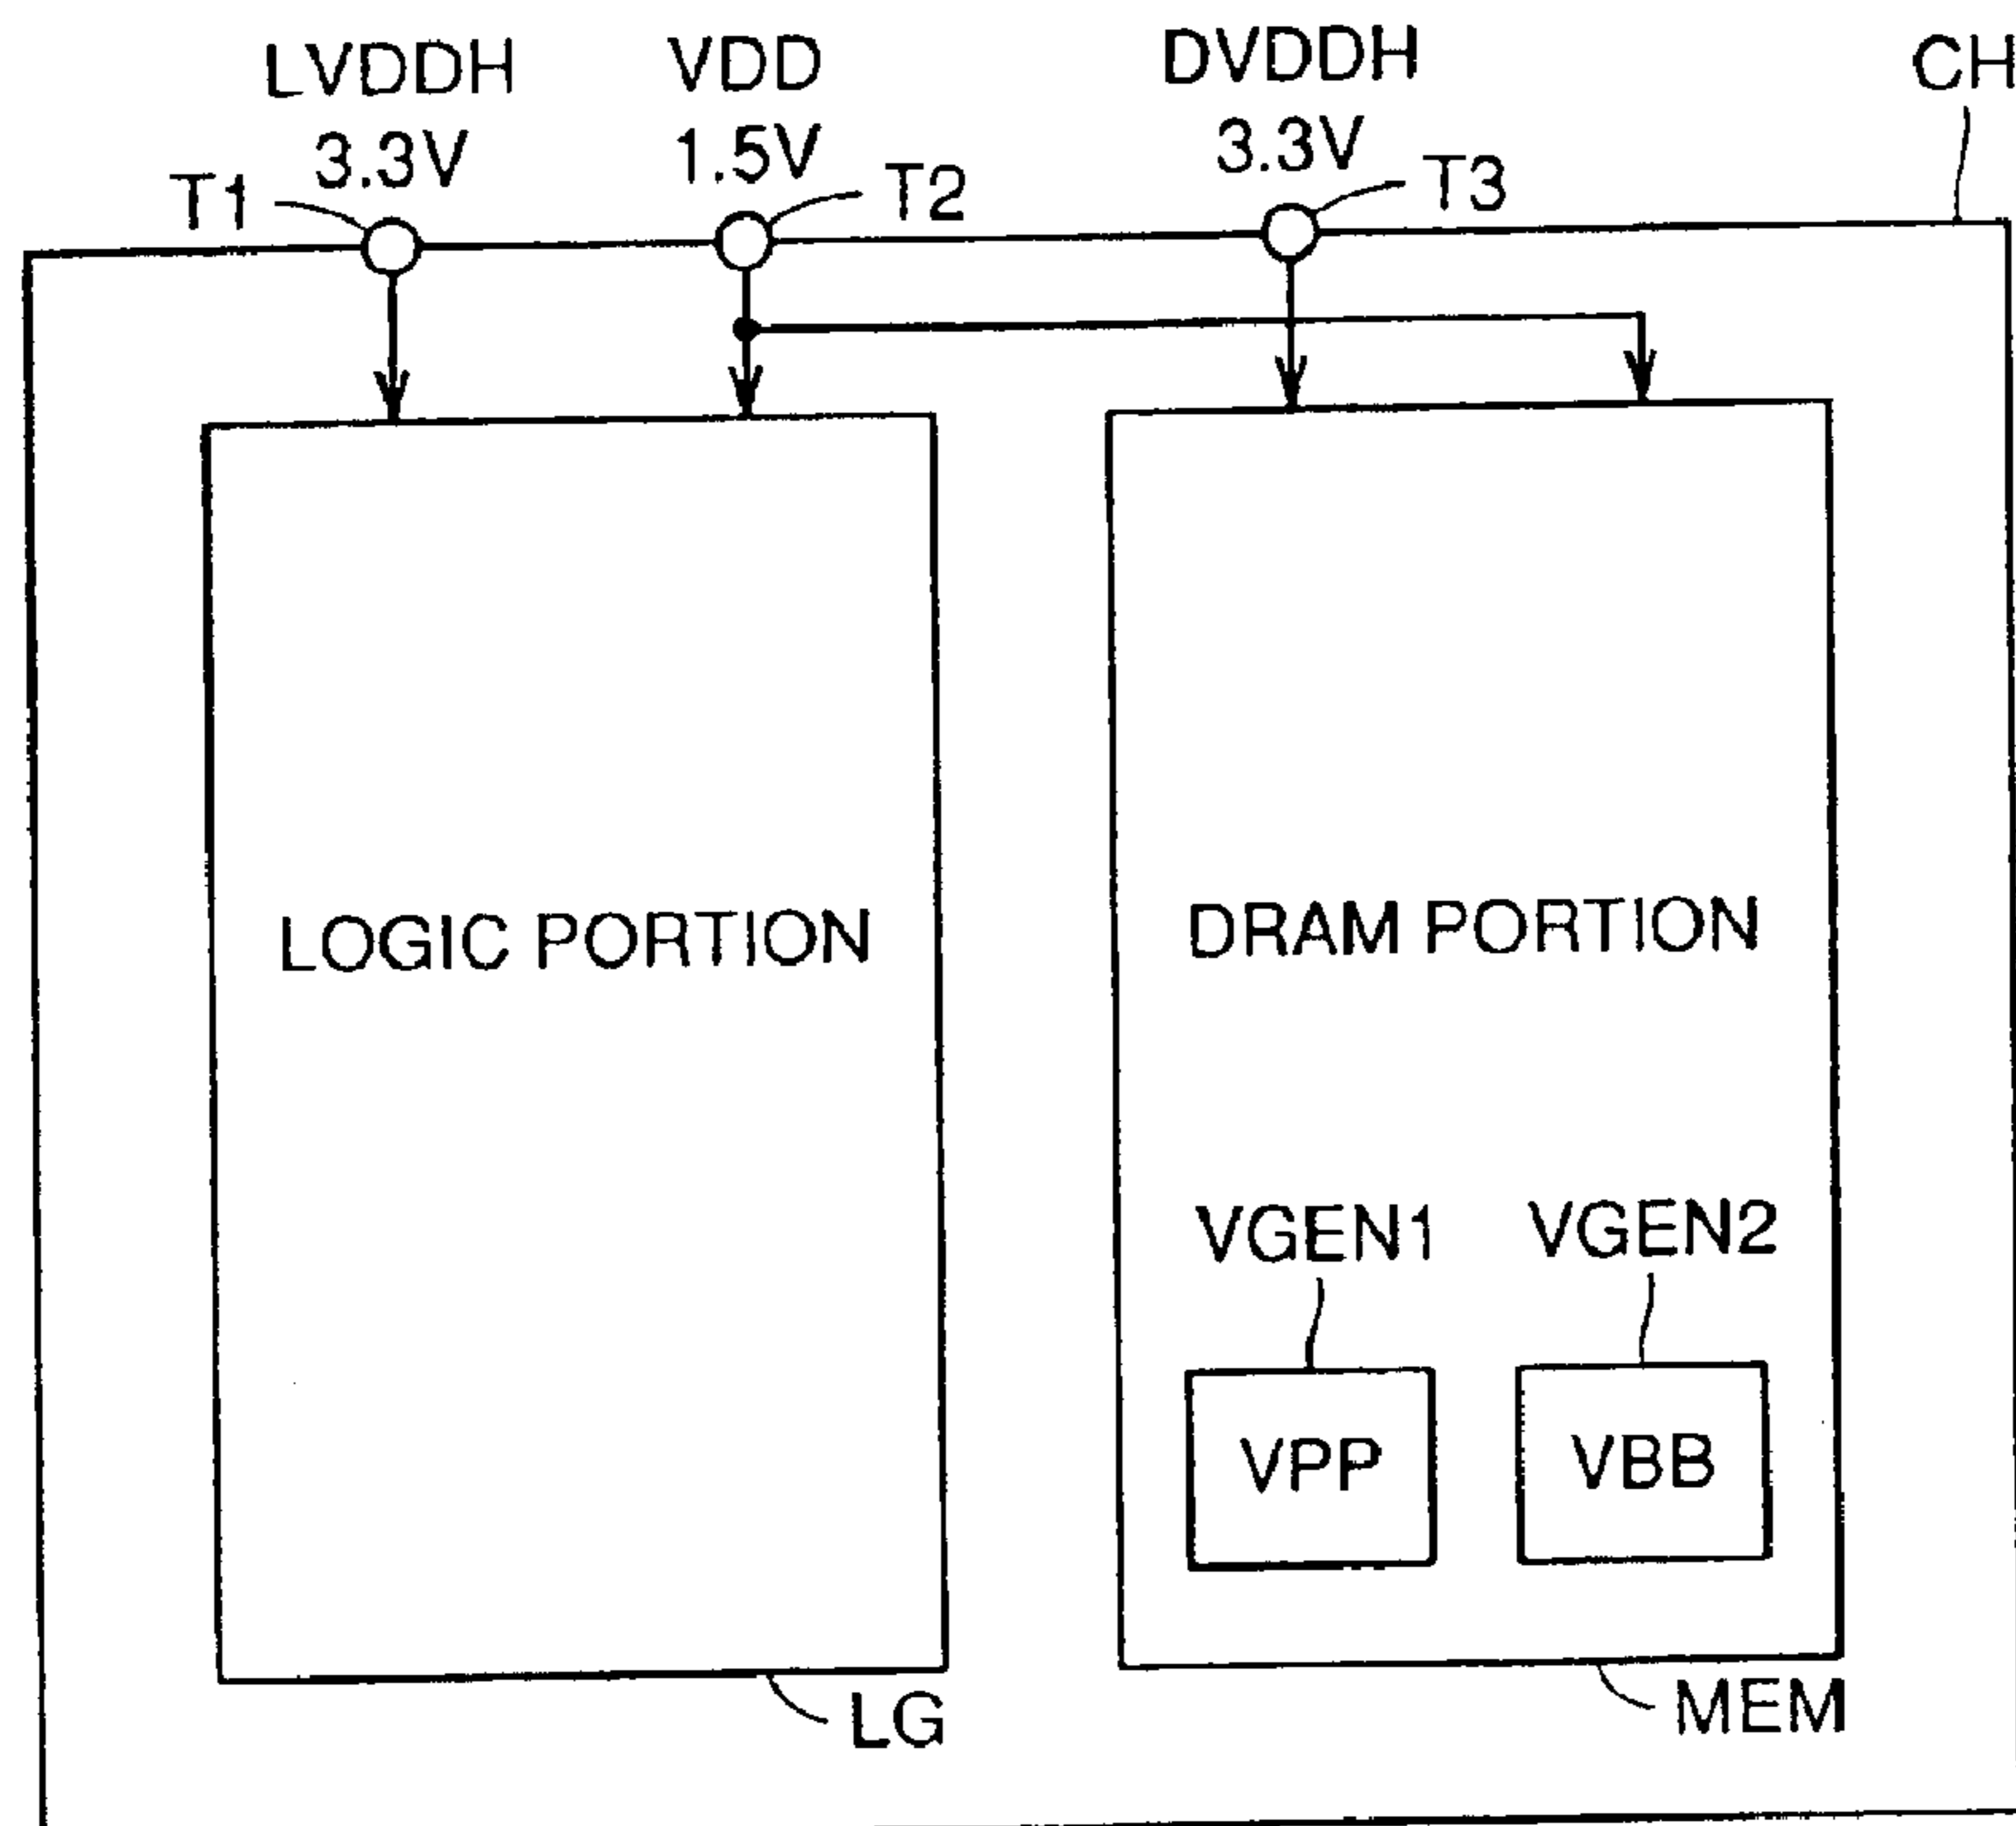 LVDDH VDD DVDDH CH
3.3V 1.5V 3.3V
T1 T2 T3
LOGIC PORTION DRAM PORTION
VGEN1 VGEN2
VPP VBB
LG MEM